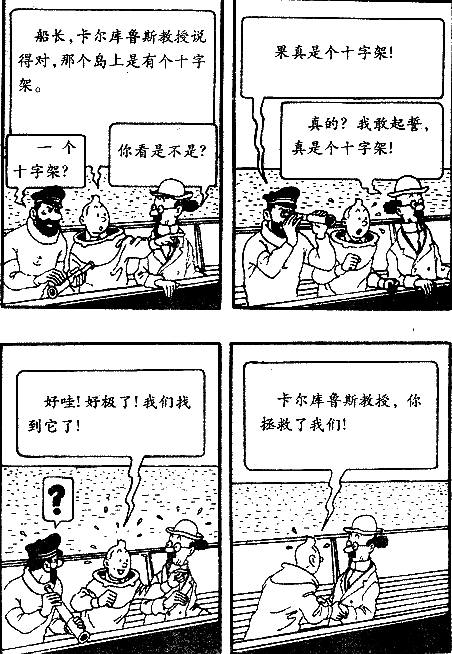 船长，卡尔库鲁斯教授说
得对，那个岛上是有个十字
架。
一个
十字架？
你看是不是？
果真是个十字架！
真的？我敢起誓，
真是个十字架！
好哇！好极了！我们找
到它了！
?
卡尔库鲁斯教授，你
拯救了我们！